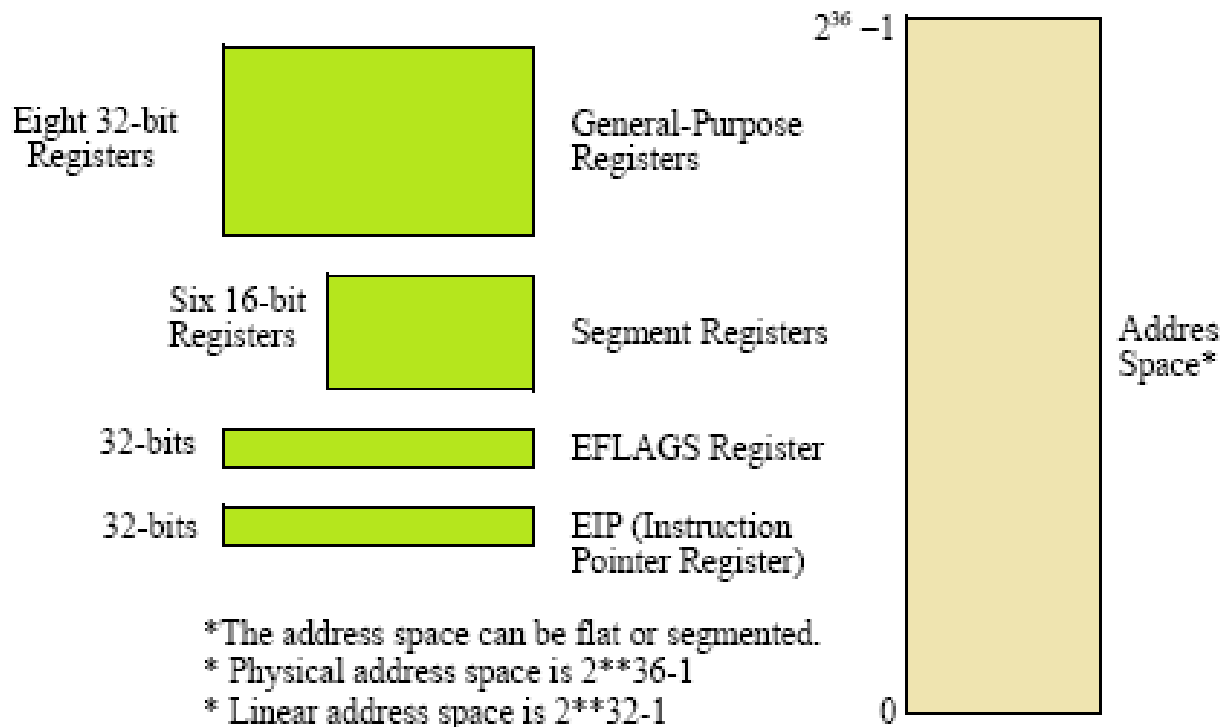 2³⁶ –1
Eight 32-bit
Registers
General-Purpose
Registers
Six 16-bit
Registers
Segment Registers
Addres
Space*
32-bits
EFLAGS Register
32-bits
EIP (Instruction
Pointer Register)
*The address space can be flat or segmented.
* Physical address space is 2**36-1
* Linear address space is 2**32-1
0